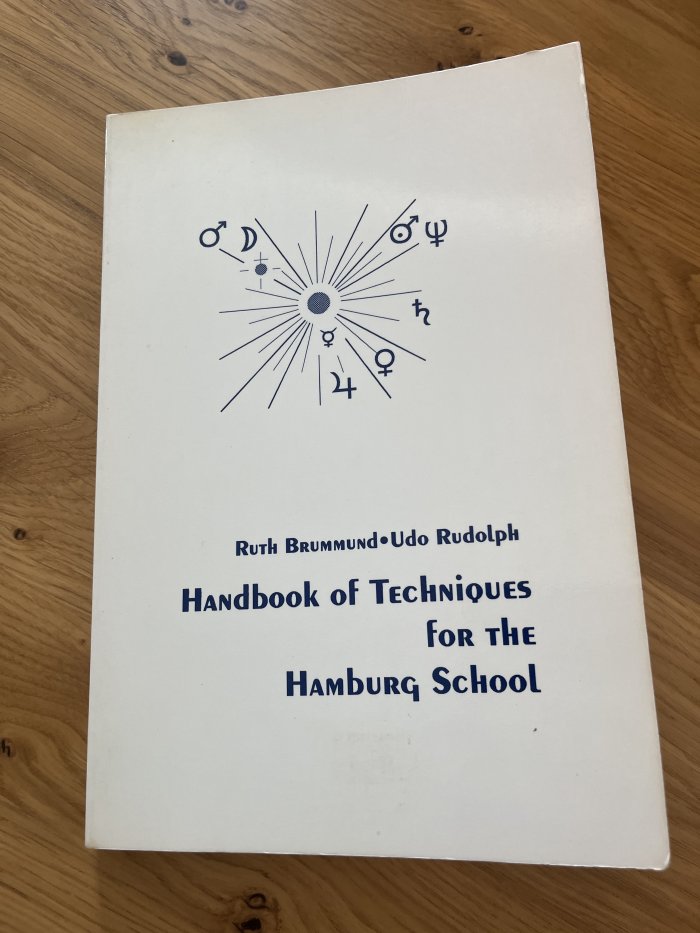 Ruth Brummund•Udo Rudolph
Handbook of Techniques
for the
Hamburg School